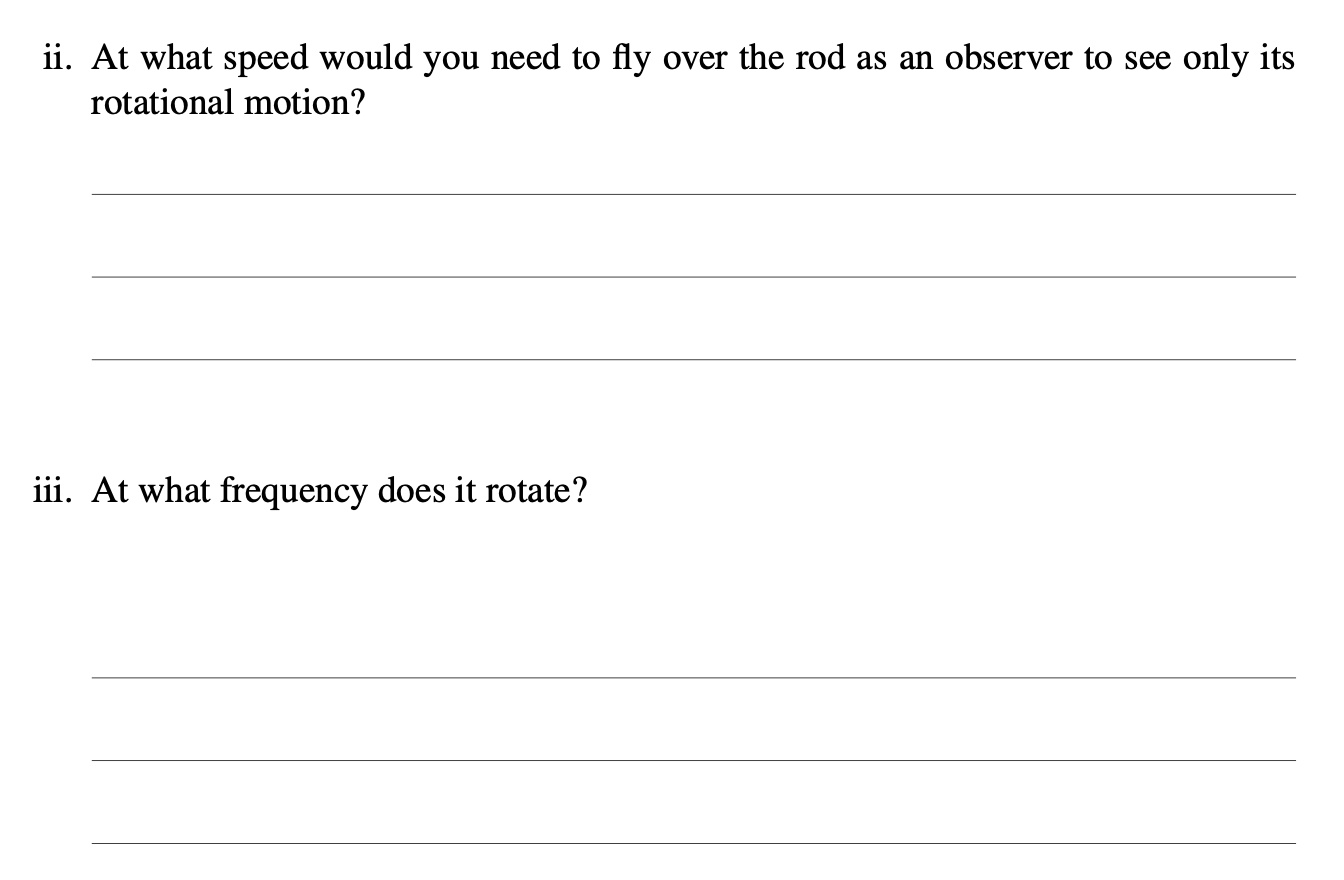 ii. At what speed would you need to fly over the rod as an observer to see only its
rotational motion?
iii. At what frequency does it rotate?